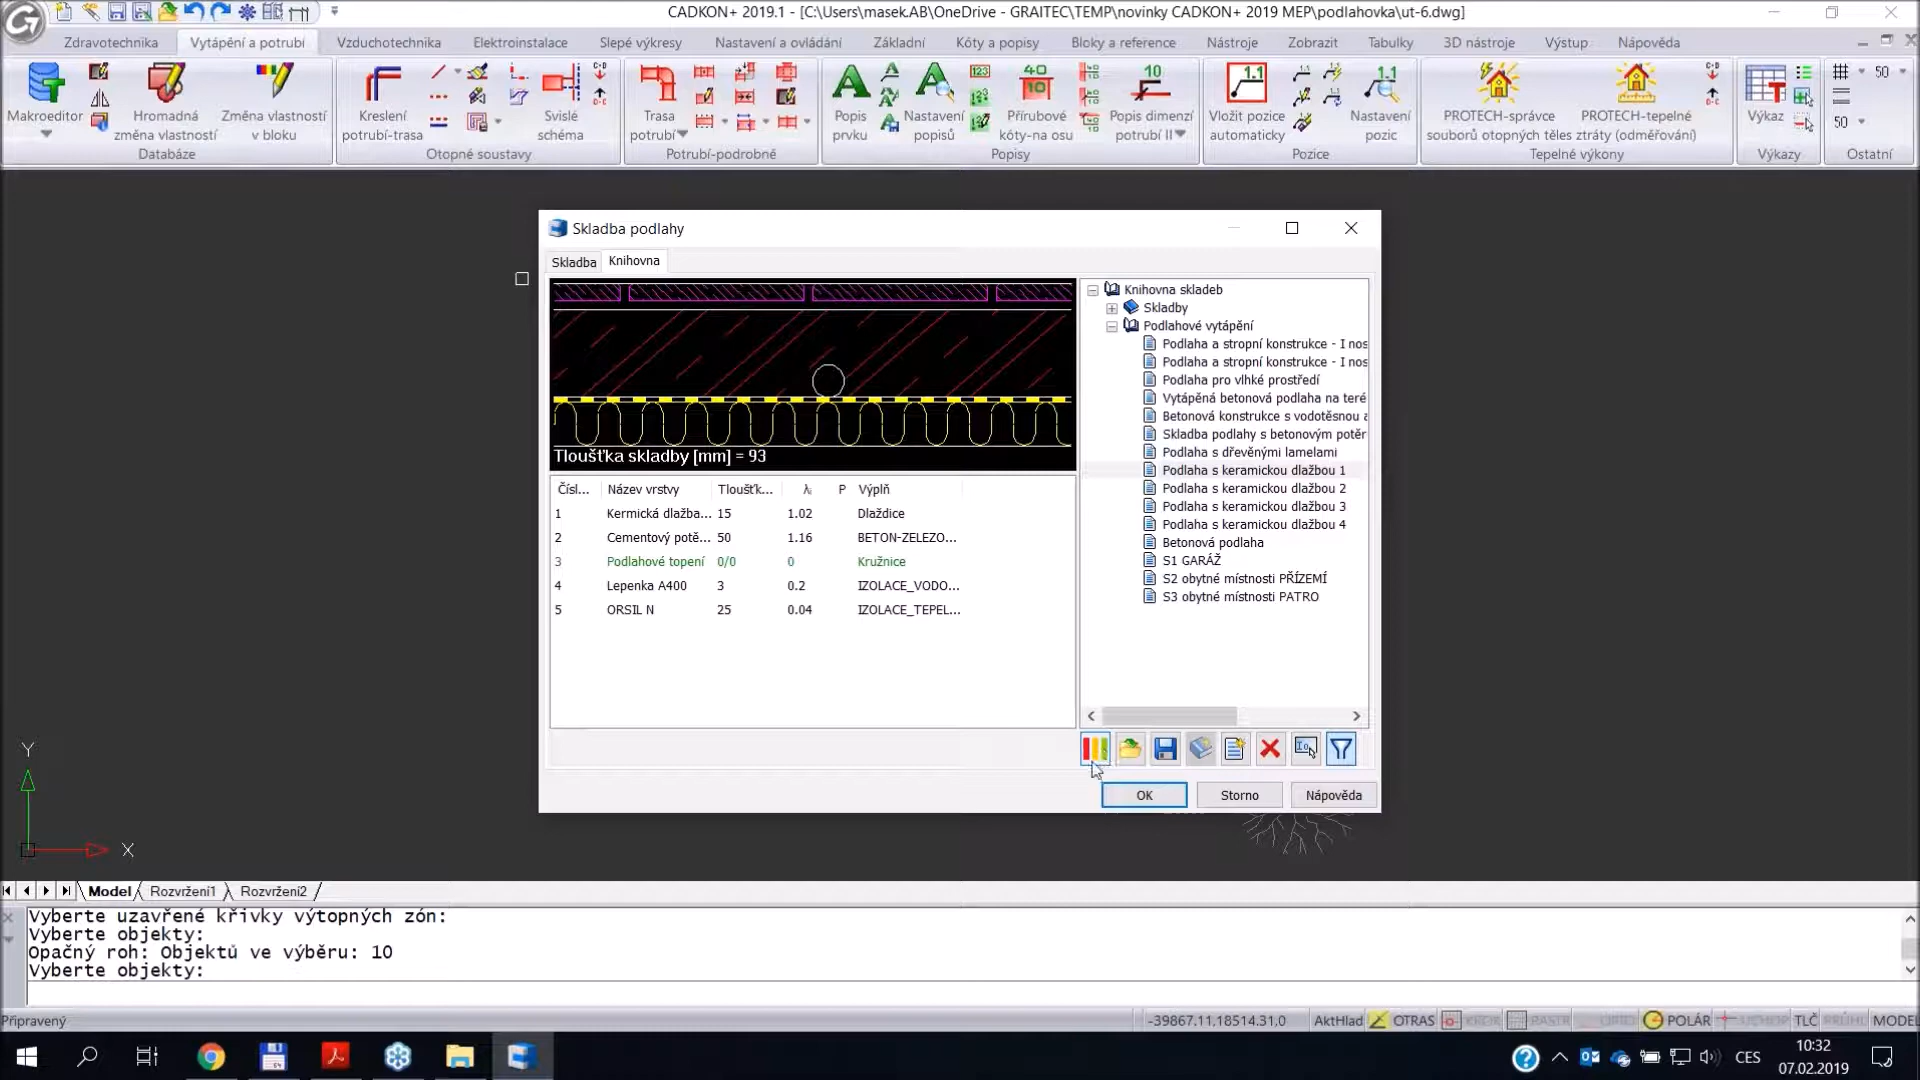 CADKON+ 2019.1 - [C:\Users\masek.AB\OneDrive - GRAITEC\TEMP\novinky CADKON+ 2019 MEP\podlahovka\ut-6.dwg]
Zdravotechnika Vytápění a potrubí Vzduchotechnika Elektroinstalace Slepé výkresy Nastavení a ovládání Základní Kóty a popisy Bloky a reference Nástroje Zobrazit Tabulky 3D nástroje Výstup Nápověda
Makroeditor
Hromadná
změna vlastností
Změna vlastností
v bloku
Databáze
Kreslení
potrubí-trasa
Svislé
schéma
Otopné soustavy
Trasa
potrubí
Potrubí-podrobně
Popis
prvku
Nastavení
popisů
Přírubové
kóty-na osu
Popis dimenzí
potrubí II
Popisy
Vložit pozice
automaticky
Nastavení
pozic
Pozice
PROTECH-správce
souborů otopných těles
PROTECH-tepelné
ztráty (odměřování)
Tepelné výkony
Výkaz
Výkazy
50
50
Ostatní
Skladba podlahy
Skladba Knihovna
Tloušťka skladby [mm] = 93
Čísl... Název vrstvy Tloušťk... λ P Výplň
1 Kermická dlažba... 15 1.02 Dlaždice
2 Cementový potě... 50 1.16 BETON-ZELEZO...
3 Podlahové topení 0/0 0 Kružnice
4 Lepenka A400 3 0.2 IZOLACE_VODO...
5 ORSIL N 25 0.04 IZOLACE_TEPEL...
Knihovna skladeb
Skladby
Podlahové vytápění
Podlaha a stropní konstrukce - I nos
Podlaha a stropní konstrukce - I nos
Podlaha pro vlhké prostředí
Vytápěná betonová podlaha na teré
Betonová konstrukce s vodotěsnou a
Skladba podlahy s betonovým potěr
Podlaha s dřevěnými lamelami
Podlaha s keramickou dlažbou 1
Podlaha s keramickou dlažbou 2
Podlaha s keramickou dlažbou 3
Podlaha s keramickou dlažbou 4
Betonová podlaha
S1 GARÁŽ
S2 obytné místnosti PŘÍZEMÍ
S3 obytné místnosti PATRO
OK Storno Nápověda
Y
X
Model Rozvržení1 Rozvržení2
Vyberte uzavřené křivky výtopných zón:
Vyberte objekty:
Opačný roh: Objektů ve výběru: 10
Vyberte objekty:
Připravený
-39867.11,18514.31,0 AktHlad OTRAS POLÁR TLČ MODEL
CES
10:32
07.02.2019